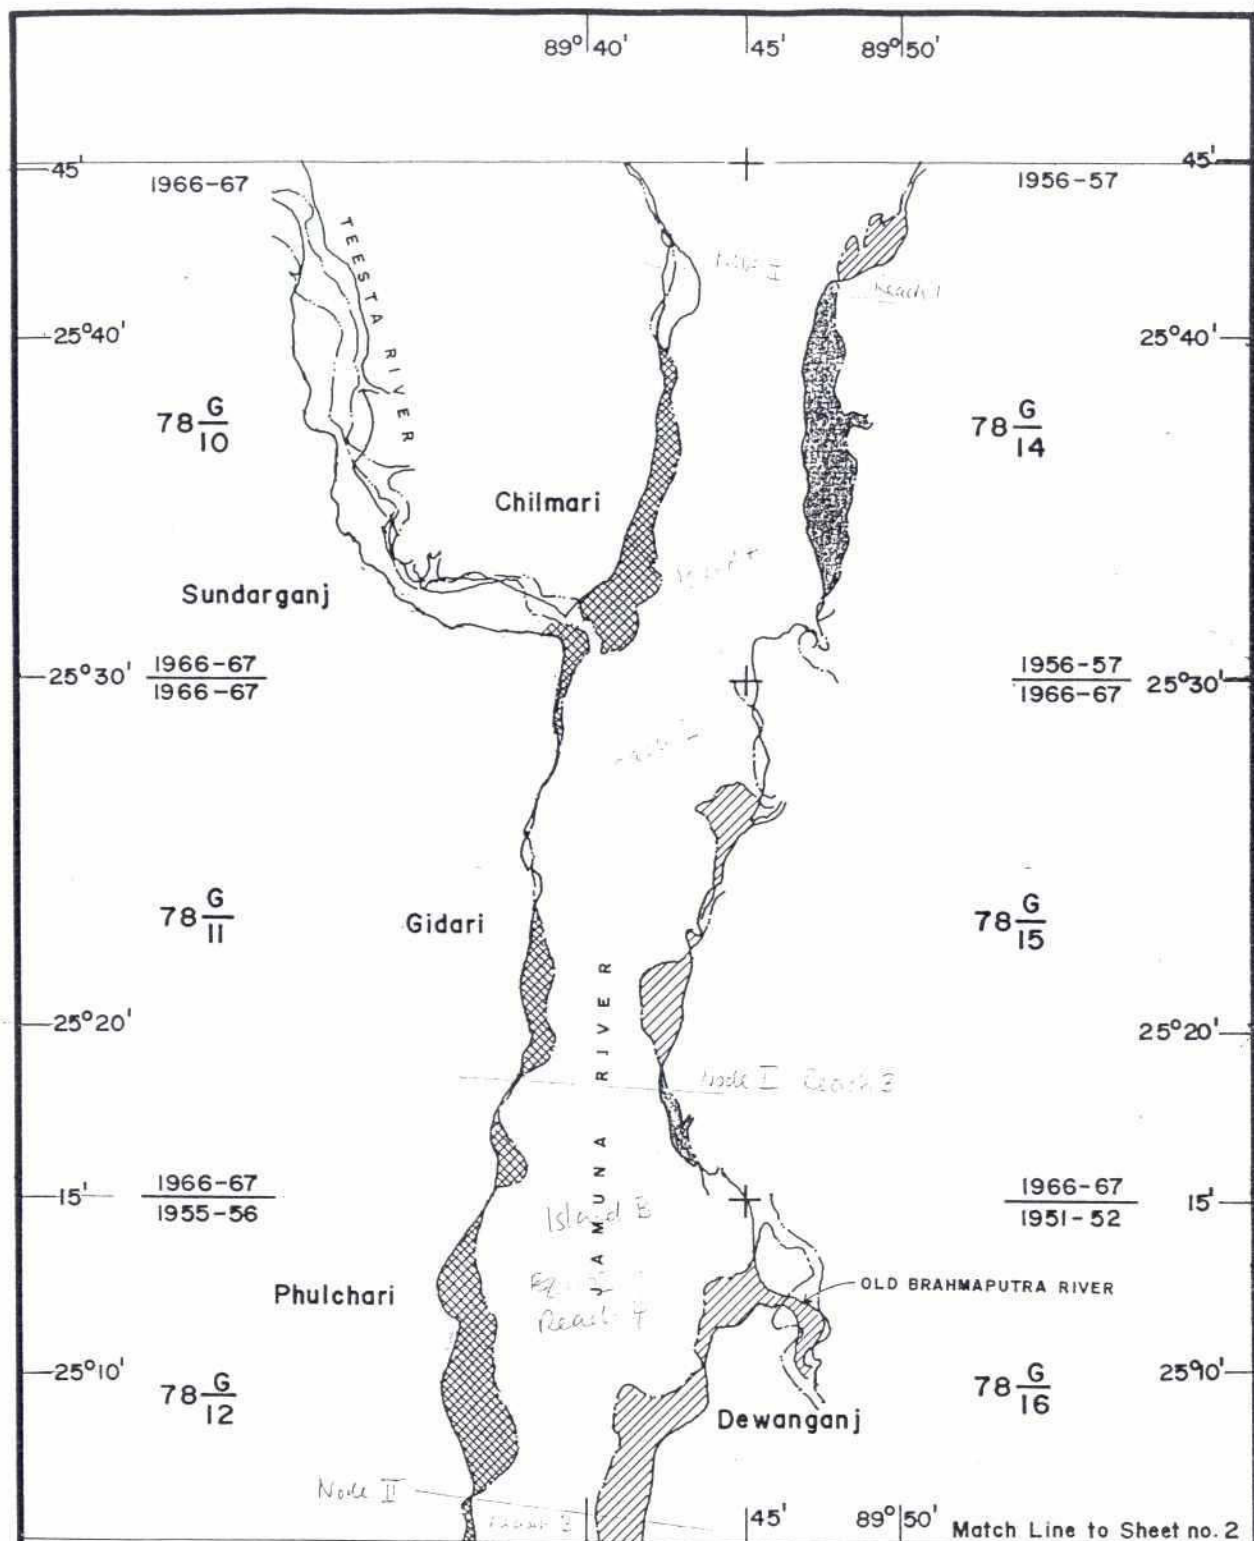 89° 40' 45' 89° 50'
45' 45'
1966-67 1956-57
TEESTA RIVER
Reach 1
25° 40' 25° 40'
78 G/10 78 G/14
Chilmari
Sundarganj
25° 30' 1966-67 1956-57 25° 30'
1966-67 1966-67
78 G/11 Gidari 78 G/15
JAMUNA RIVER
25° 20' 25° 20'
Node I Reach 3
15' 1966-67 1966-67 15'
1955-56 1951-52
Island B
Phulchari OLD BRAHMAPUTRA RIVER
Reach 4
25° 10' 25° 10'
78 G/12 78 G/16
Dewanganj
Node II
45' 89° 50'
Match Line to Sheet no. 2